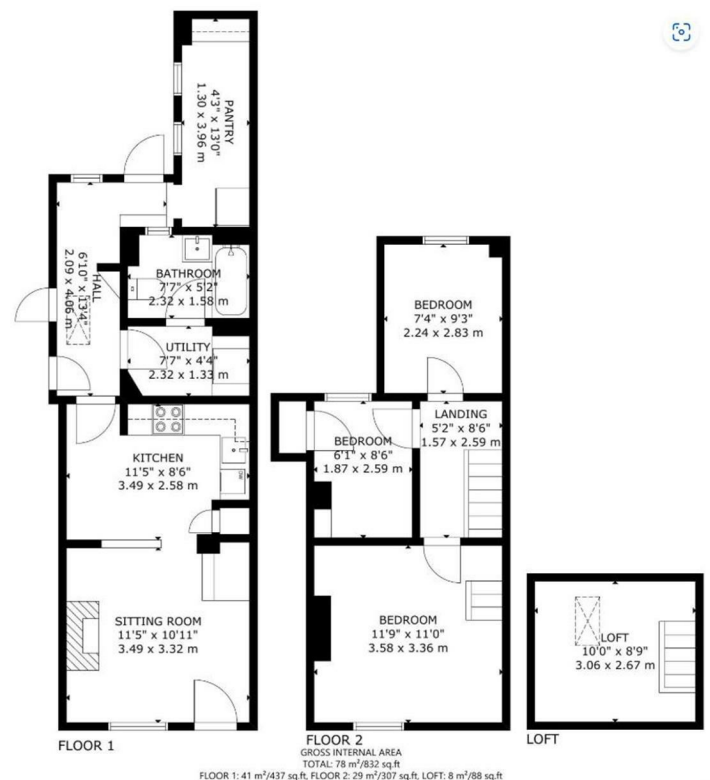 PANTRY
4'3" x 13'0"
1.30 x 3.96 m
HALL
6'10" x 13'4"
2.09 x 4.06 m
BATHROOM
7'7" x 5'2"
2.32 x 1.58 m
UTILITY
7'7" x 4'4"
2.32 x 1.33 m
KITCHEN
11'5" x 8'6"
3.49 x 2.58 m
SITTING ROOM
11'5" x 10'11"
3.49 x 3.32 m
FLOOR 1
BEDROOM
7'4" x 9'3"
2.24 x 2.83 m
LANDING
5'2" x 8'6"
1.57 x 2.59 m
BEDROOM
6'1" x 8'6"
1.87 x 2.59 m
BEDROOM
11'9" x 11'0"
3.58 x 3.36 m
FLOOR 2
LOFT
10'0" x 8'9"
3.06 x 2.67 m
LOFT
GROSS INTERNAL AREA
TOTAL: 78 m²/832 sq.ft
FLOOR 1: 41 m²/437 sq.ft, FLOOR 2: 29 m²/307 sq.ft, LOFT: 8 m²/88 sq.ft